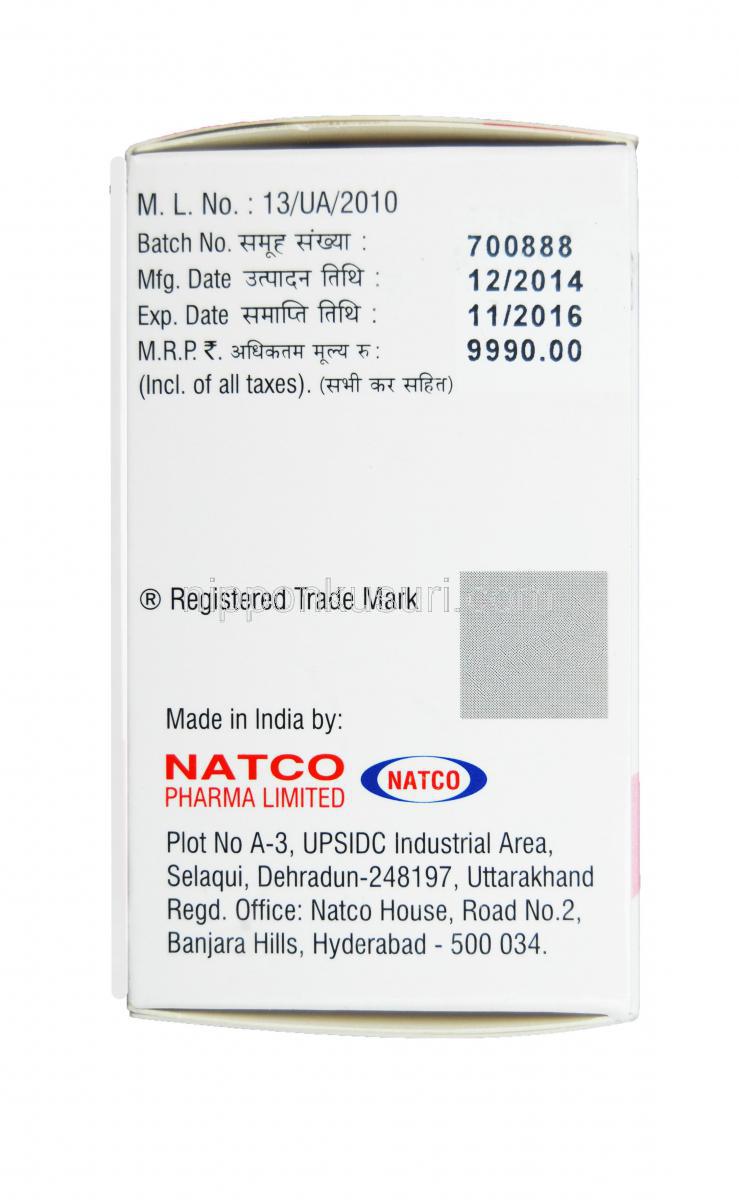 M. L. No. : 13/UA/2010
Batch No. समूह संख्या : 700888
Mfg. Date उत्पादन तिथि : 12/2014
Exp. Date समाप्ति तिथि : 11/2016
M.R.P. ₹. अधिकतम मूल्य रु : 9990.00
(Incl. of all taxes). (सभी कर सहित)
nipponkusuri.com
® Registered Trade Mark
Made in India by:
NATCO
PHARMA LIMITED
NATCO
Plot No A-3, UPSIDC Industrial Area,
Selaqui, Dehradun-248197, Uttarakhand
Regd. Office: Natco House, Road No.2,
Banjara Hills, Hyderabad - 500 034.